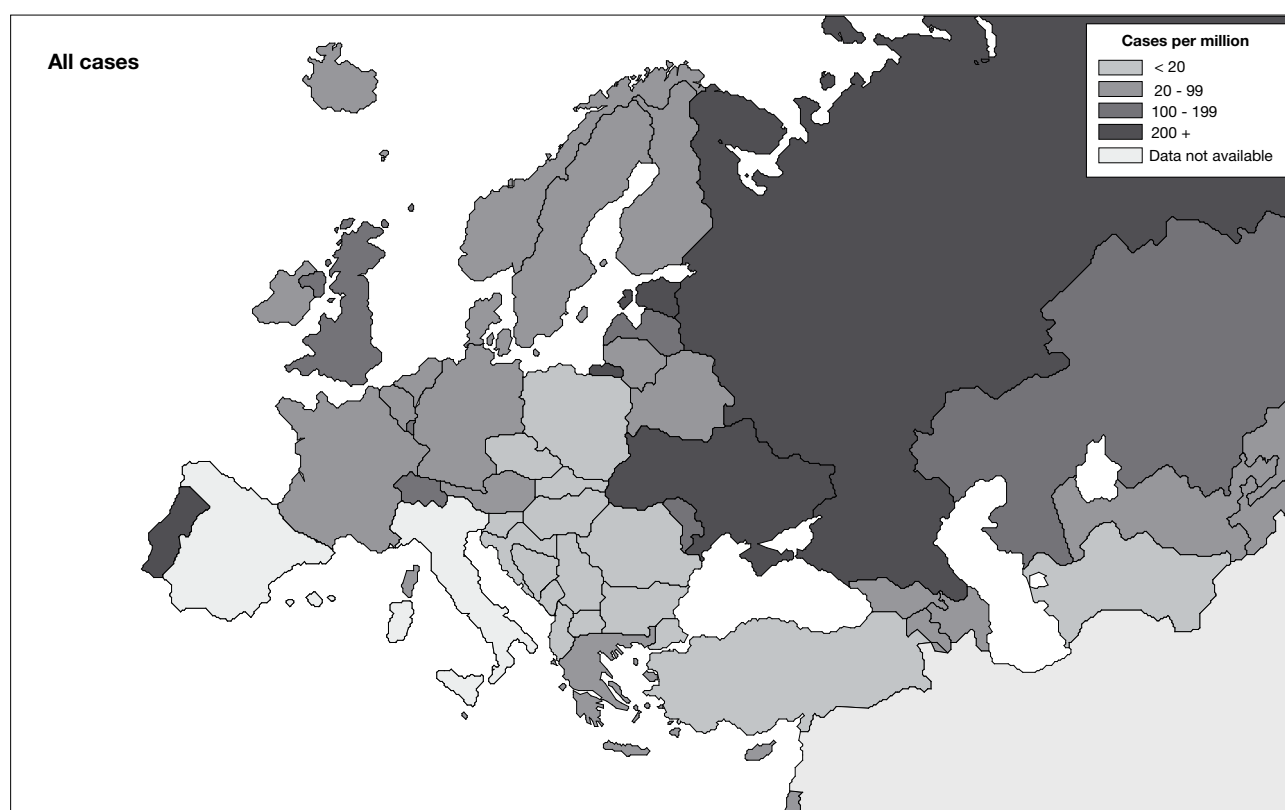 All cases
Cases per million
< 20
20 - 99
100 - 199
200 +
Data not available